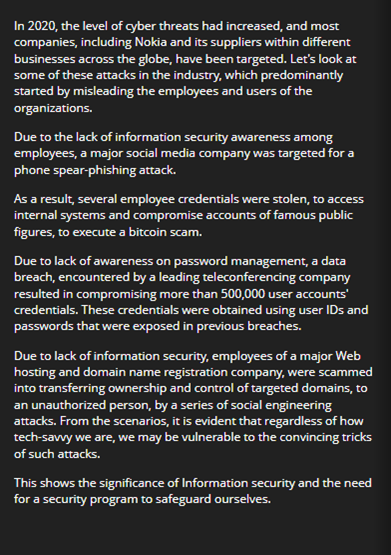 In 2020, the level of cyber threats had increased, and most
companies, including Nokia and its suppliers within different
businesses across the globe, have been targeted. Let's look at
some of these attacks in the industry, which predominantly
started by misleading the employees and users of the
organizations.
Due to the lack of information security awareness among
employees, a major social media company was targeted for a
phone spear-phishing attack.
As a result, several employee credentials were stolen, to access
internal systems and compromise accounts of famous public
figures, to execute a bitcoin scam.
Due to lack of awareness on password management, a data
breach, encountered by a leading teleconferencing company
resulted in compromising more than 500,000 user accounts'
credentials. These credentials were obtained using user IDs and
passwords that were exposed in previous breaches.
Due to lack of information security, employees of a major Web
hosting and domain name registration company, were scammed
into transferring ownership and control of targeted domains, to
an unauthorized person, by a series of social engineering
attacks. From the scenarios, it is evident that regardless of how
tech-savvy we are, we may be vulnerable to the convincing tricks
of such attacks.
This shows the significance of Information security and the need
for a security program to safeguard ourselves.